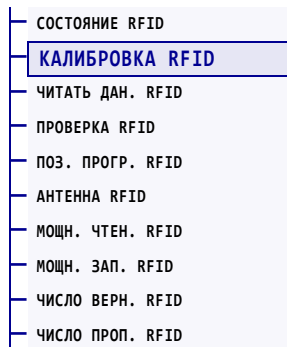 СОСТОЯНИЕ RFID
КАЛИБРОВКА RFID
ЧИТАТЬ ДАН. RFID
ПРОВЕРКА RFID
ПОЗ. ПРОГР. RFID
АНТЕННА RFID
МОЩН. ЧТЕН. RFID
МОЩН. ЗАП. RFID
ЧИСЛО ВЕРН. RFID
ЧИСЛО ПРОП. RFID